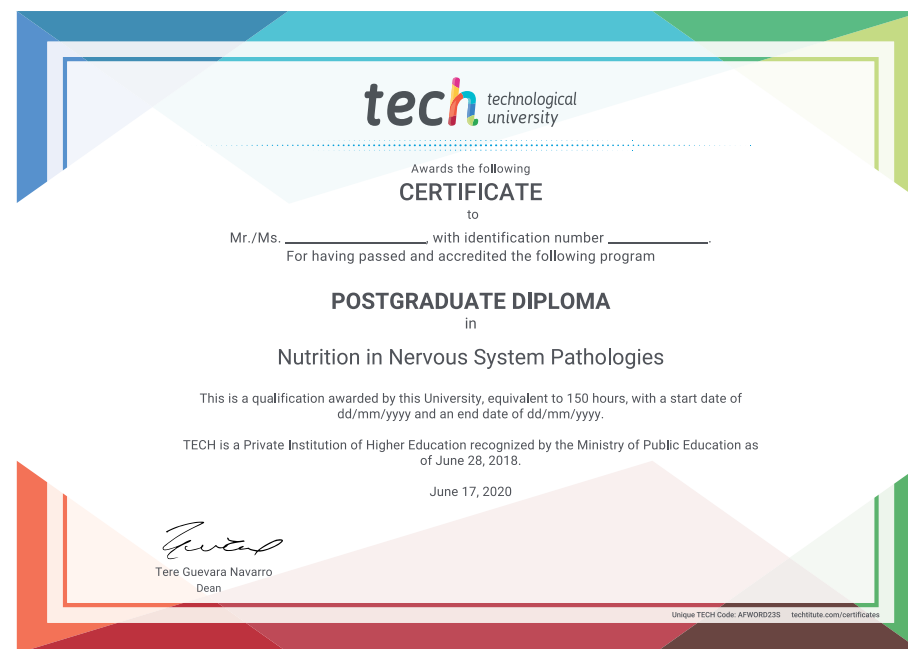 tech technological
university
Awards the following
CERTIFICATE
to
Mr./Ms. ____________________, with identification number ______________.
For having passed and accredited the following program
POSTGRADUATE DIPLOMA
in
Nutrition in Nervous System Pathologies
This is a qualification awarded by this University, equivalent to 150 hours, with a start date of
dd/mm/yyyy and an end date of dd/mm/yyyy.
TECH is a Private Institution of Higher Education recognized by the Ministry of Public Education as
of June 28, 2018.
June 17, 2020
Tere Guevara Navarro
Dean
Unique TECH Code: AFWORD23S techtitute.com/certificates